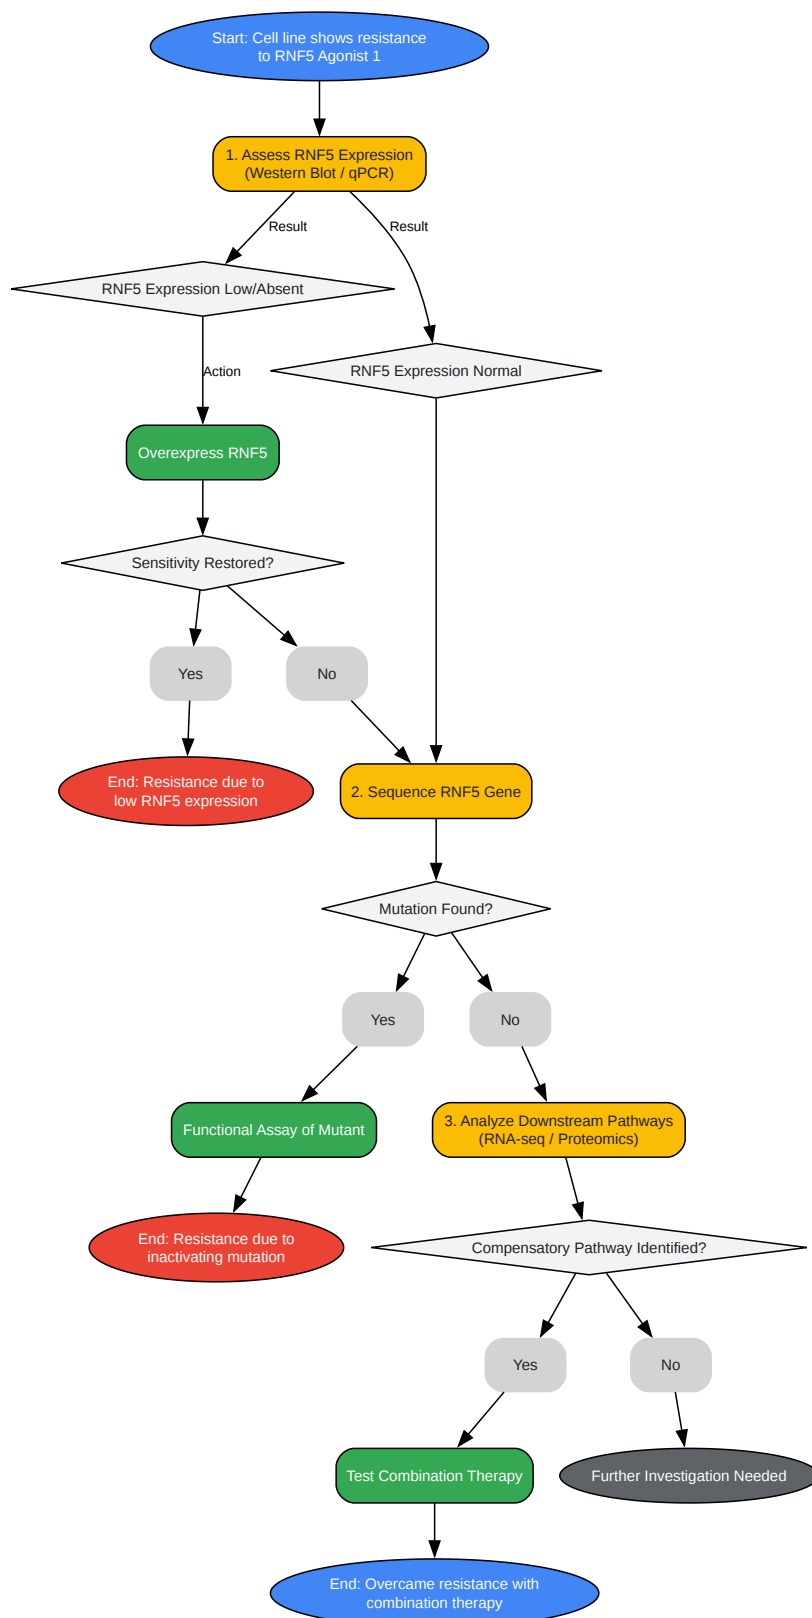 Start: Cell line shows resistance
to RNF5 Agonist 1
1. Assess RNF5 Expression
(Western Blot / qPCR)
Result
Result
RNF5 Expression Low/Absent
Action
RNF5 Expression Normal
Overexpress RNF5
Sensitivity Restored?
Yes
No
End: Resistance due to
low RNF5 expression
2. Sequence RNF5 Gene
Mutation Found?
Yes
No
Functional Assay of Mutant
3. Analyze Downstream Pathways
(RNA-seq / Proteomics)
End: Resistance due to
inactivating mutation
Compensatory Pathway Identified?
Yes
No
Test Combination Therapy
Further Investigation Needed
End: Overcame resistance with
combination therapy